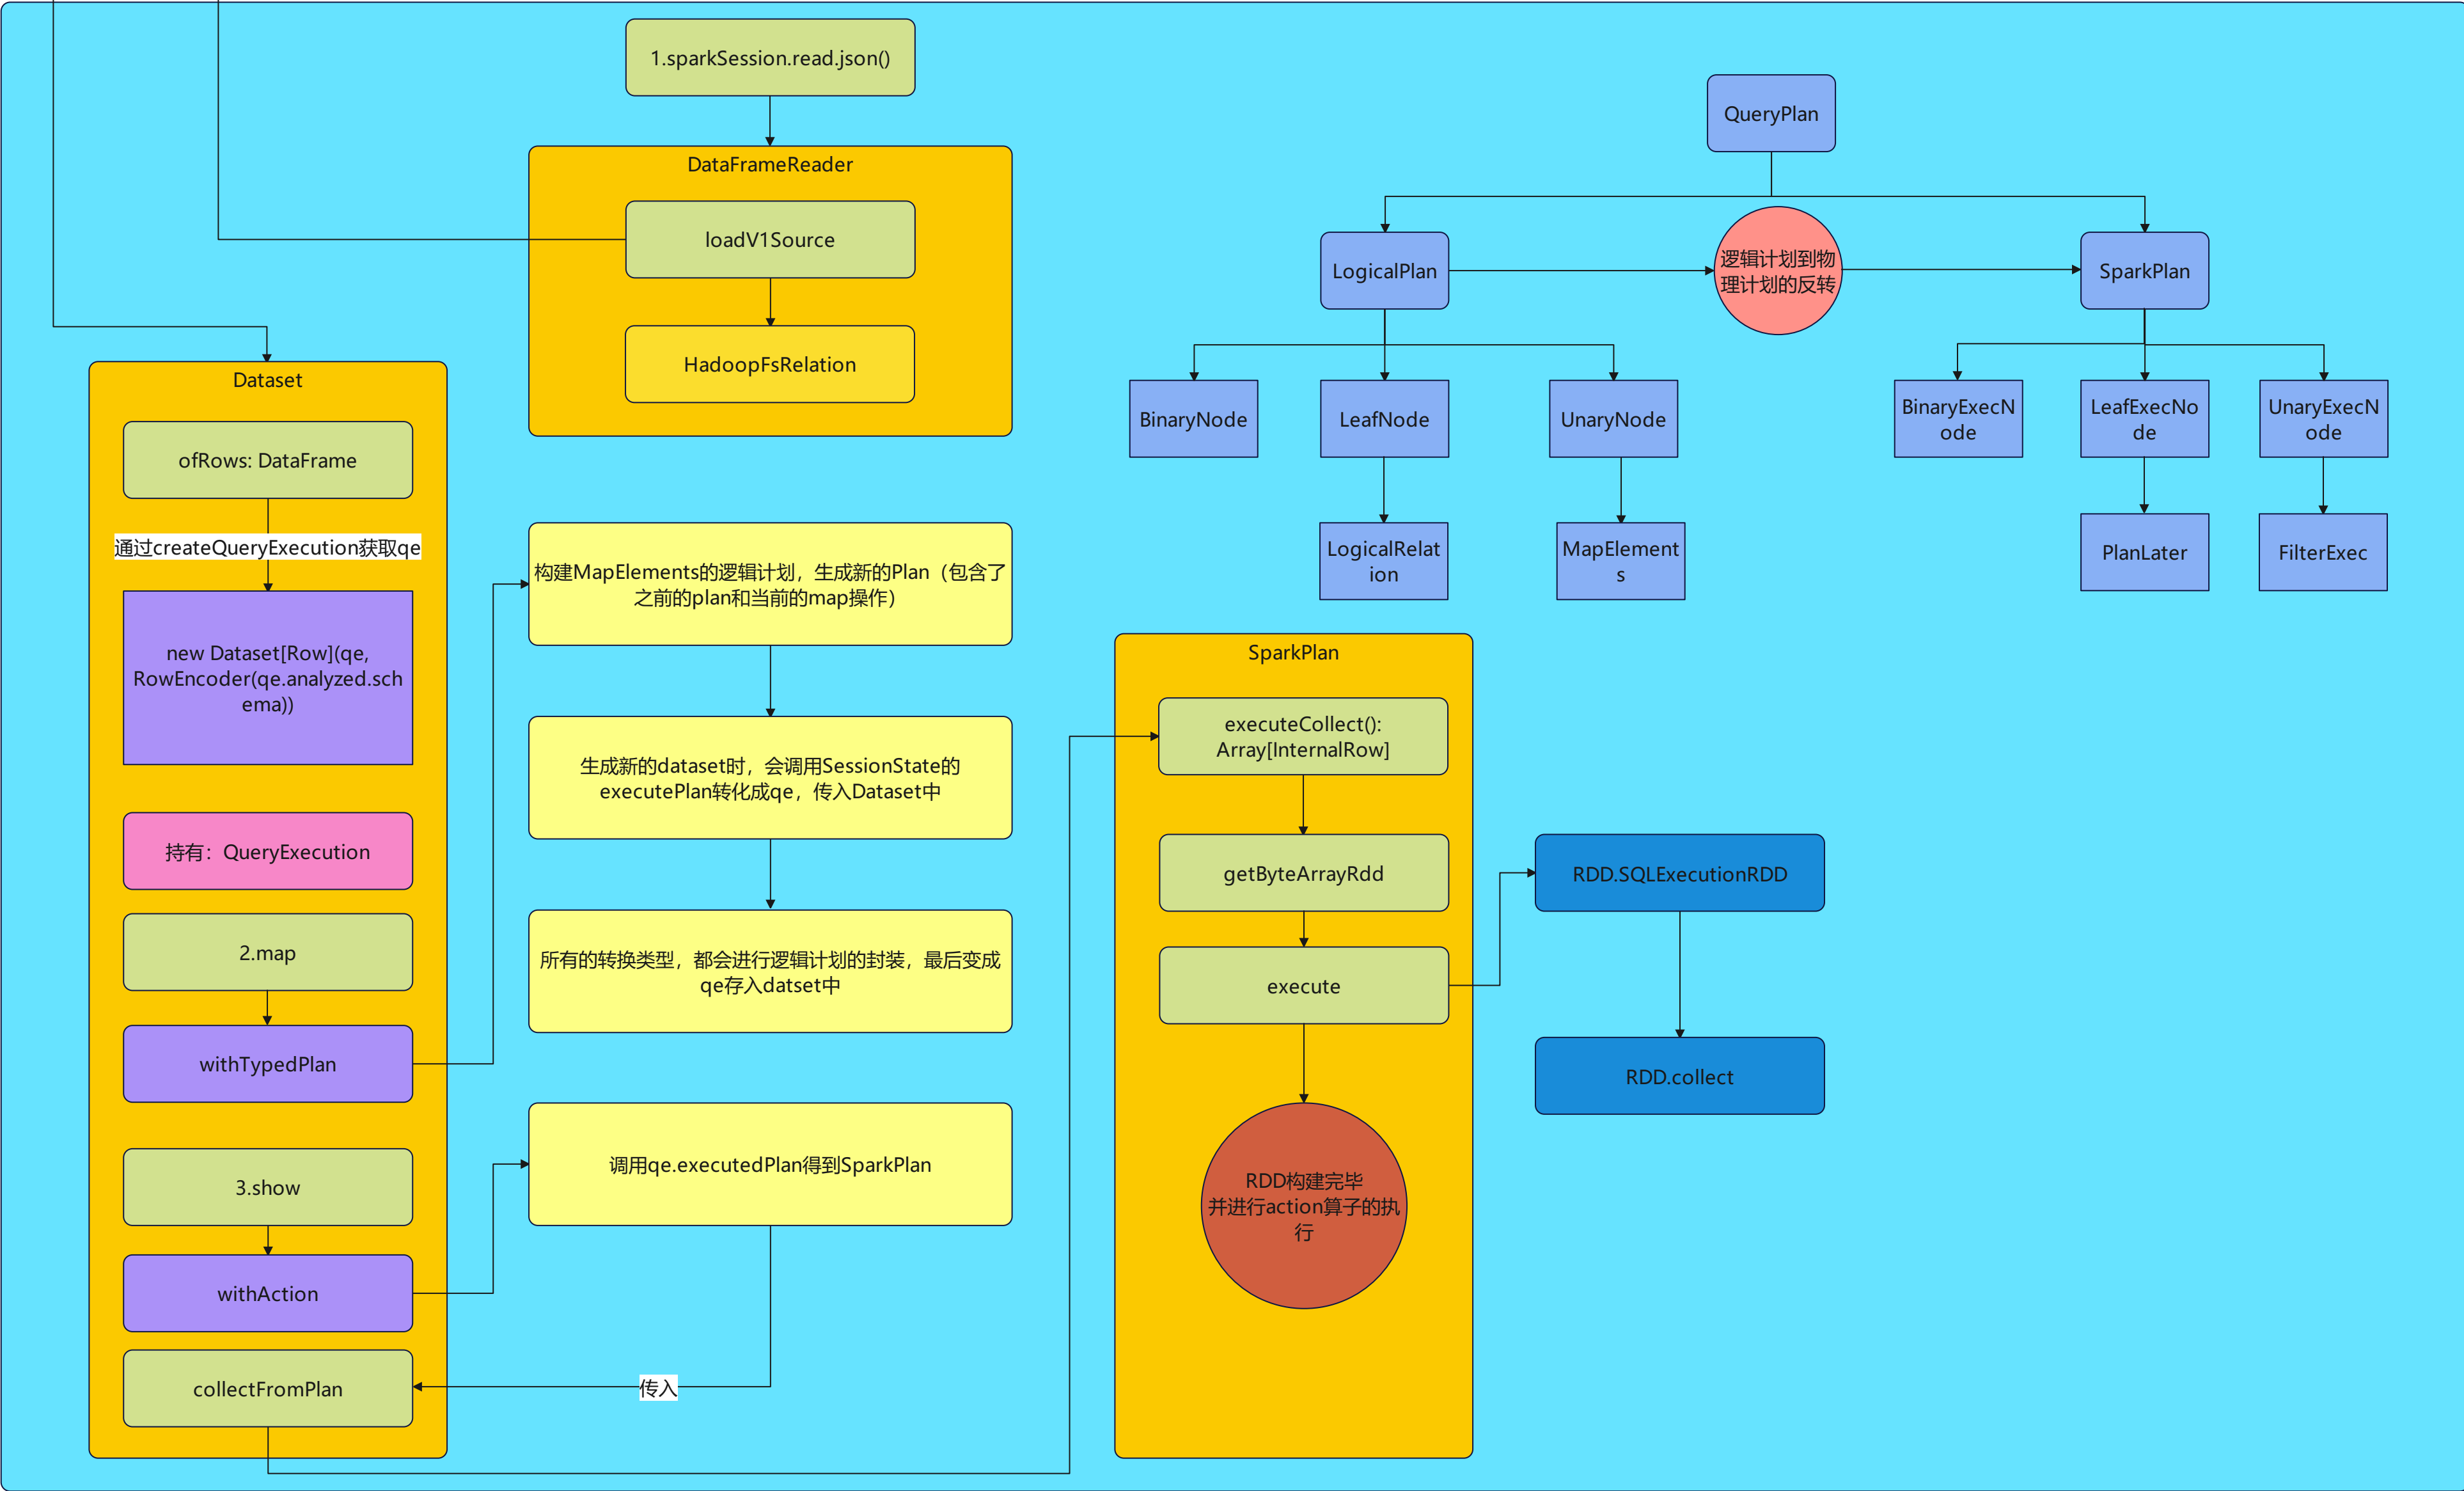 1.sparkSession.read.json()
DataFrameReader
loadV1Source
HadoopFsRelation
Dataset
ofRows: DataFrame
通过createQueryExecution获取qe
new Dataset[Row](qe,
RowEncoder(qe.analyzed.sch
ema))
持有：QueryExecution
2.map
withTypedPlan
3.show
withAction
collectFromPlan
构建MapElements的逻辑计划，生成新的Plan（包含了
之前的plan和当前的map操作）
生成新的dataset时，会调用SessionState的
executePlan转化成qe，传入Dataset中
所有的转换类型，都会进行逻辑计划的封装，最后变成
qe存入datset中
调用qe.executedPlan得到SparkPlan
传入
QueryPlan
LogicalPlan
逻辑计划到物
理计划的反转
SparkPlan
BinaryNode
LeafNode
UnaryNode
BinaryExecN
ode
LeafExecNo
de
UnaryExecN
ode
LogicalRelat
ion
MapElement
s
PlanLater
FilterExec
SparkPlan
executeCollect():
Array[InternalRow]
getByteArrayRdd
execute
RDD构建完毕
并进行action算子的执
行
RDD.SQLExecutionRDD
RDD.collect